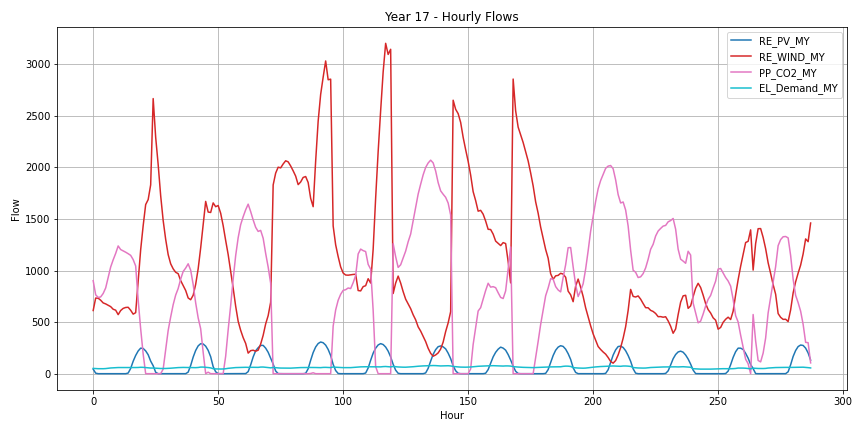 Year 17 - Hourly Flows
RE_PV_MY
RE_WIND_MY
PP_CO2_MY
EL_Demand_MY
3000
2500
2000
1500
1000
500
0
Flow
0 50 100 150 200 250 300
Hour